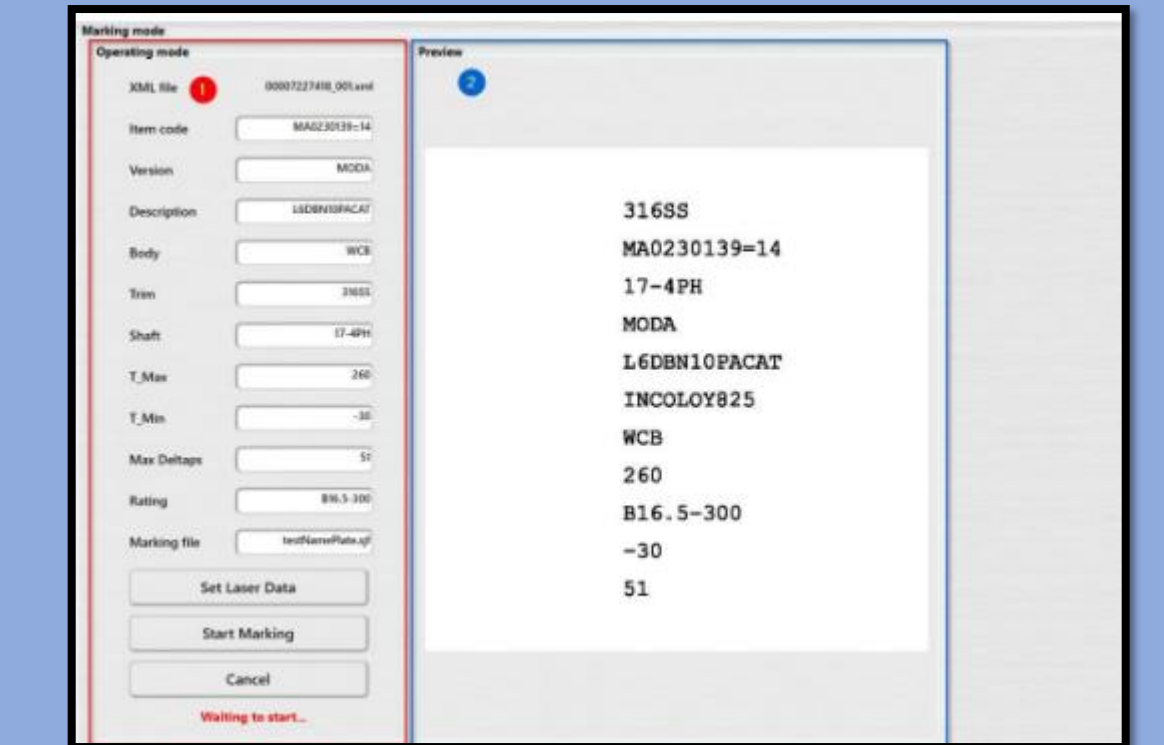 Marking mode
Operating mode
XML file 1 00007227418_001.xml
Item code MA0230139=14
Version MODA
Description L6DBN10PACAT
Body WCB
Trim 316SS
Shaft 17-4PH
T_Max 260
T_Min -30
Max Deltaps 51
Rating B16.5-300
Marking file testNamePlate.xjf
Set Laser Data
Start Marking
Cancel
Waiting to start...
Preview
2
316SS
MA0230139=14
17-4PH
MODA
L6DBN10PACAT
INCOLOY825
WCB
260
B16.5-300
-30
51